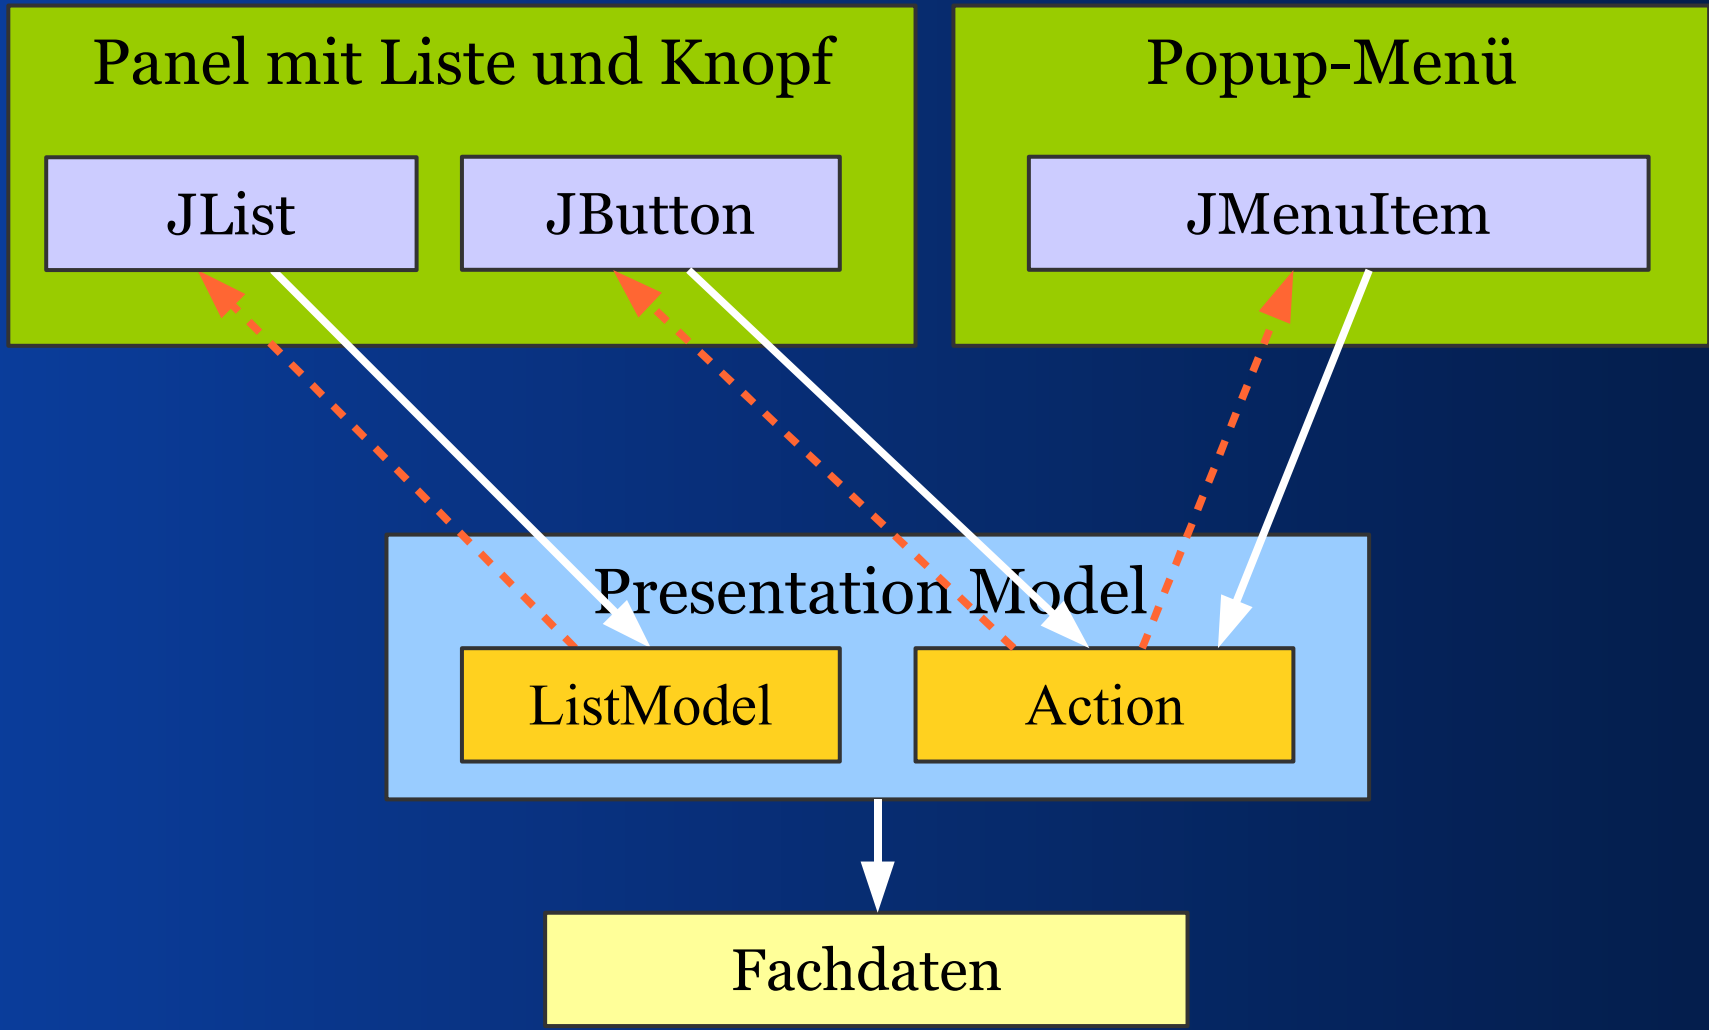 Panel mit Liste und Knopf
Popup-Menü
JList
JButton
JMenuItem
Presentation Model
ListModel
Action
Fachdaten